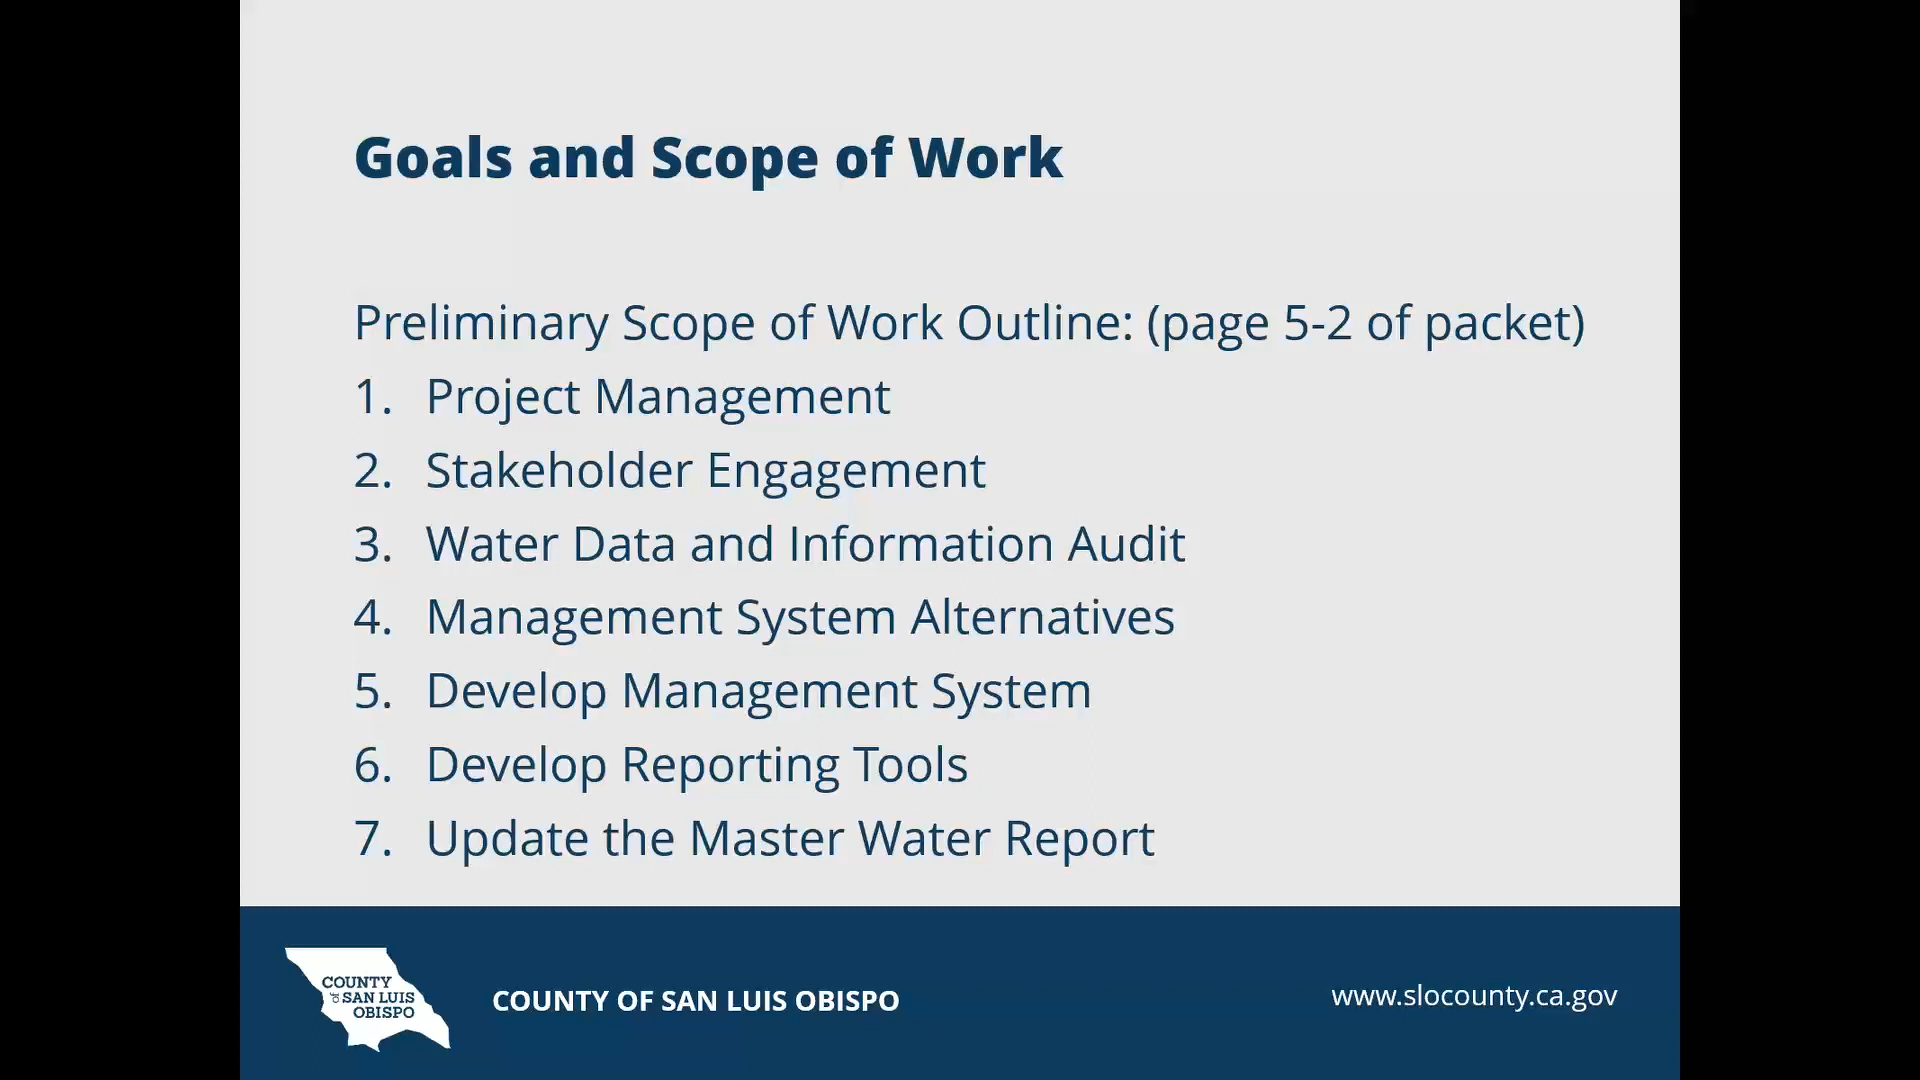 Goals and Scope of Work
Preliminary Scope of Work Outline: (page 5-2 of packet)
1. Project Management
2. Stakeholder Engagement
3. Water Data and Information Audit
4. Management System Alternatives
5. Develop Management System
6. Develop Reporting Tools
7. Update the Master Water Report
COUNTY
OF SAN LUIS
OBISPO
COUNTY OF SAN LUIS OBISPO
www.slocounty.ca.gov